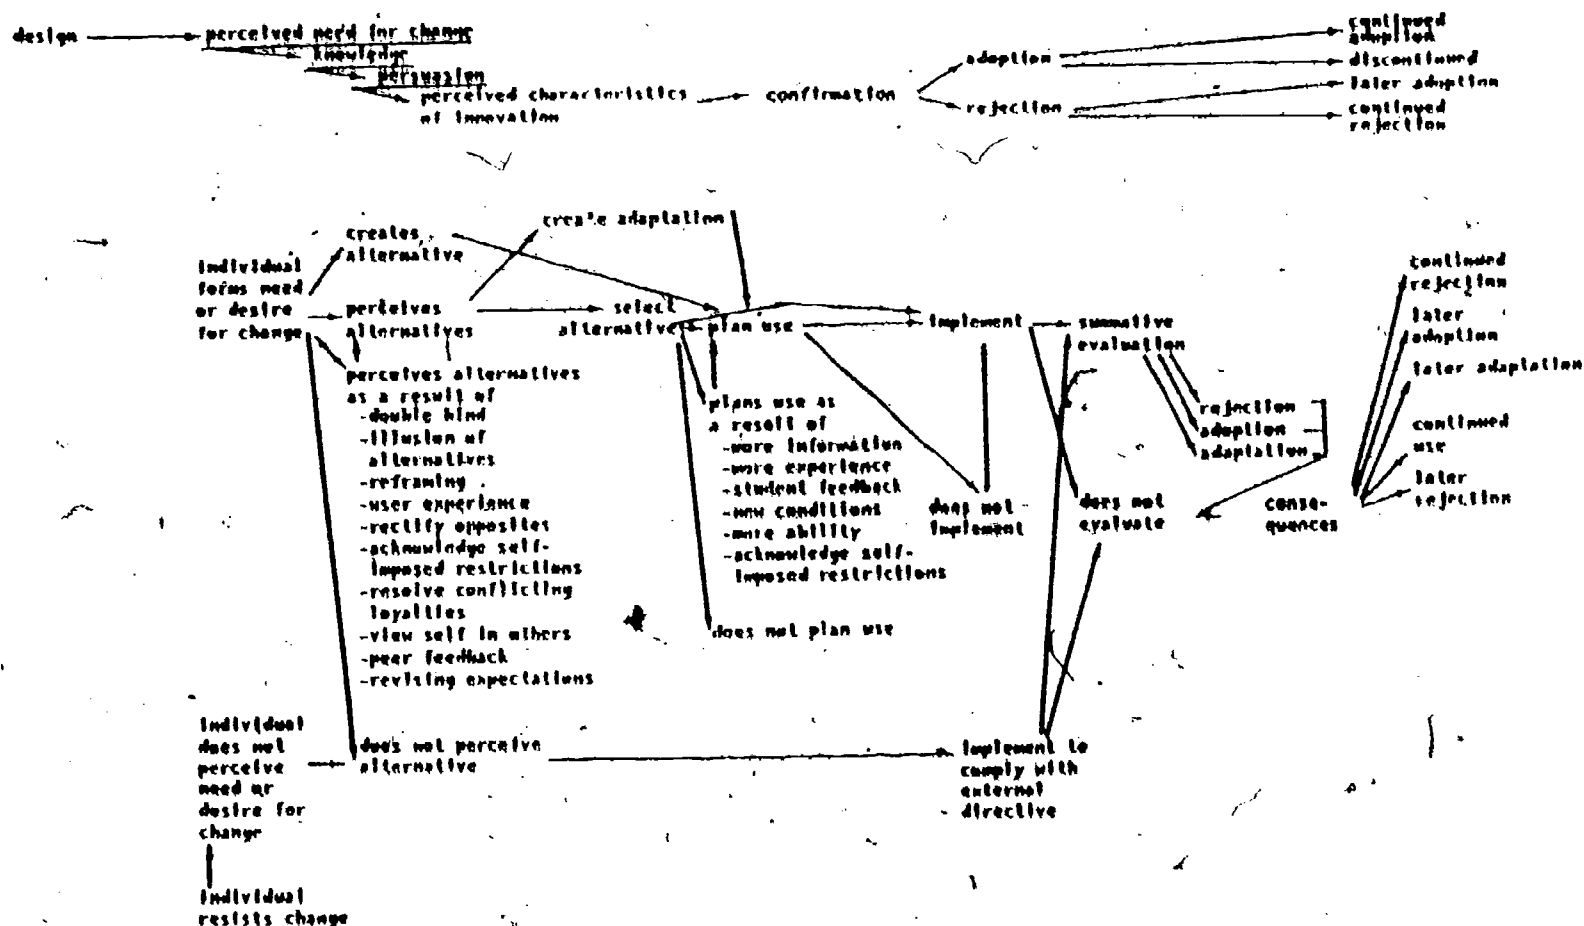 design
perceived need for change
knowledge
persuasion
perceived characteristics
of innovation
confirmation
adoption
rejection
continued
adoption
discontinued
later adoption
continued
rejection
create adaptation
creates
alternative
individual
forms need
or desire
for change
perceives
alternatives
select
alternative
plan use
implement
summative
evaluation
perceives alternatives
as a result of
-double bind
-illusion of
alternatives
-reframing
-user experience
-rectify opposites
-acknowledge self-
imposed restrictions
-resolve conflicting
loyalties
-view self in others
-peer feedback
-revising expectations
plans use as
a result of
-more information
-more experience
-student feedback
-new conditions
-more ability
-acknowledge self-
imposed restrictions
does not plan use
does not
implement
does not
evaluate
rejection
adoption
adaptation
conse-
quences
continued
rejection
later
adoption
later adaptation
continued
use
later
rejection
individual
does not
perceive
need or
desire for
change
does not perceive
alternative
implement to
comply with
external
directive
individual
resists change